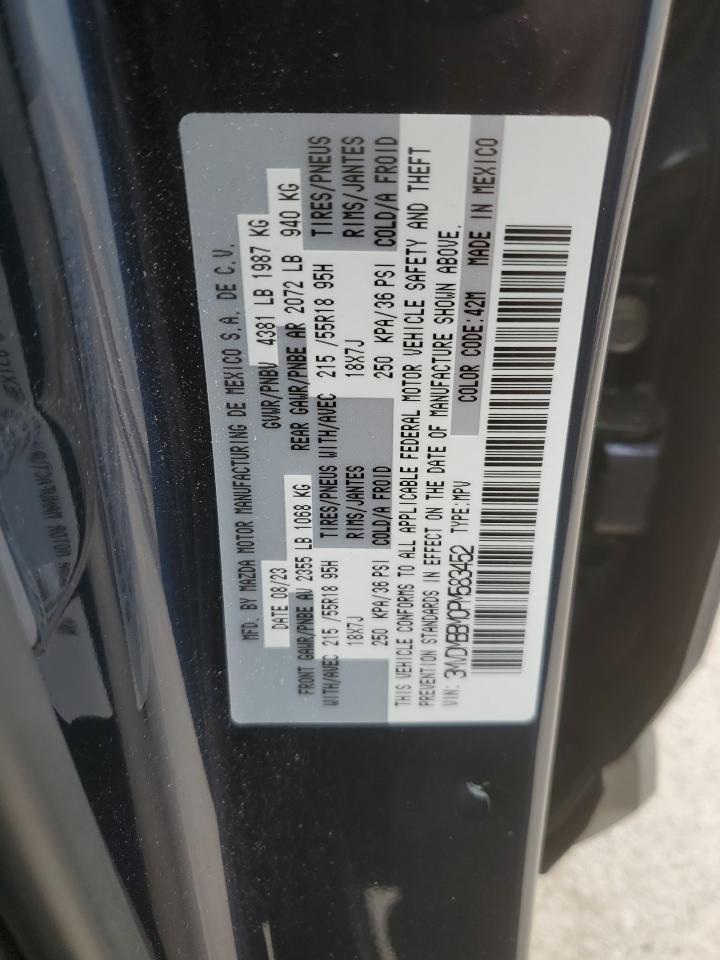 MFD. BY MAZDA MOTOR MANUFACTURING DE MEXICO S.A. DE C.V.
DATE 08/23 GVWR/PNBV 4381 LB 1987 KG
FRONT GAWR/PNBE AV 2355 LB 1068 KG REAR GAWR/PNBE AR 2072 LB 940 KG
WITH/AVEC 215 /55R18 95H TIRES/PNEUS WITH/AVEC 215 /55R18 95H TIRES/PNEUS
18X7J RIMS/JANTES 18X7J RIMS/JANTES
250 KPA/36 PSI COLD/A FROID 250 KPA/36 PSI COLD/A FROID
THIS VEHICLE CONFORMS TO ALL APPLICABLE FEDERAL MOTOR VEHICLE SAFETY AND THEFT
PREVENTION STANDARDS IN EFFECT ON THE DATE OF MANUFACTURE SHOWN ABOVE.
VIN: 3MVDMBBM0PM583452 TYPE:MPV COLOR CODE:42M MADE IN MEXICO